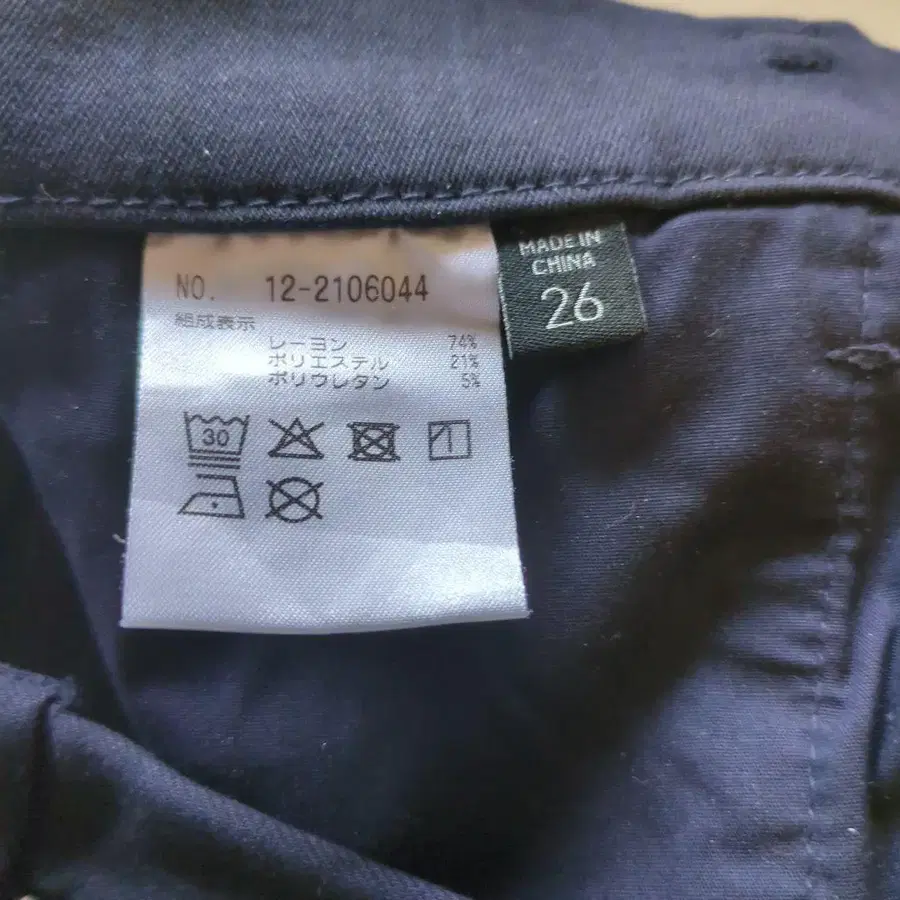 NO. 12-2106044
組成表示
レーヨン 74%
ポリエステル 21%
ポリウレタン 5%
30
MADE IN
CHINA
26